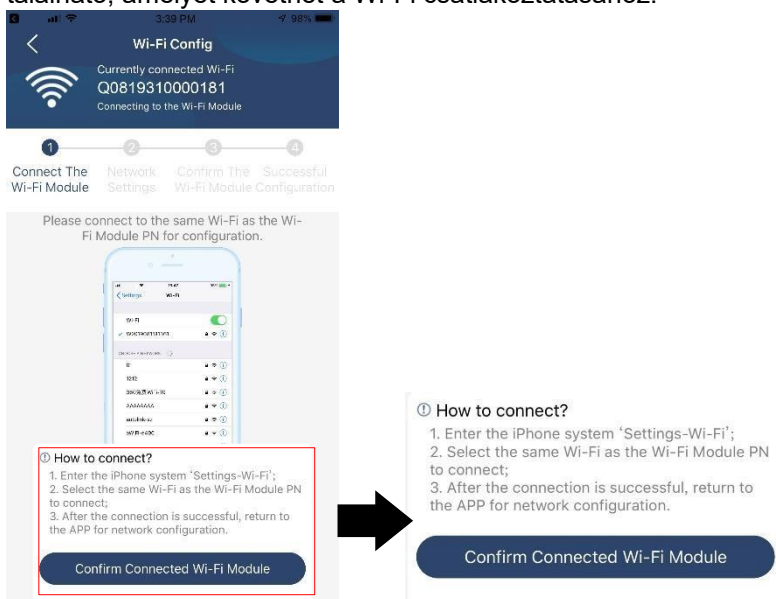 található, amelyet követhet a Wi-Fi csatlakoztatásához.
3:39 PM
98%
Wi-Fi Config
Currently connected Wi-Fi
Q0819310000181
Connecting to the Wi-Fi Module
1 2 3 4
Connect The Network Confirm The Successful
Wi-Fi Module Settings Wi-Fi Module Configuration
Please connect to the same Wi-Fi as the Wi-
Fi Module PN for configuration.
Settings Wi-Fi
Wi-Fi
AAAAAAAA
How to connect?
1. Enter the iPhone system ‘Settings-Wi-Fi’;
2. Select the same Wi-Fi as the Wi-Fi Module PN
to connect;
3. After the connection is successful, return to
the APP for network configuration.
Confirm Connected Wi-Fi Module
How to connect?
1. Enter the iPhone system ‘Settings-Wi-Fi’;
2. Select the same Wi-Fi as the Wi-Fi Module PN
to connect;
3. After the connection is successful, return to
the APP for network configuration.
Confirm Connected Wi-Fi Module